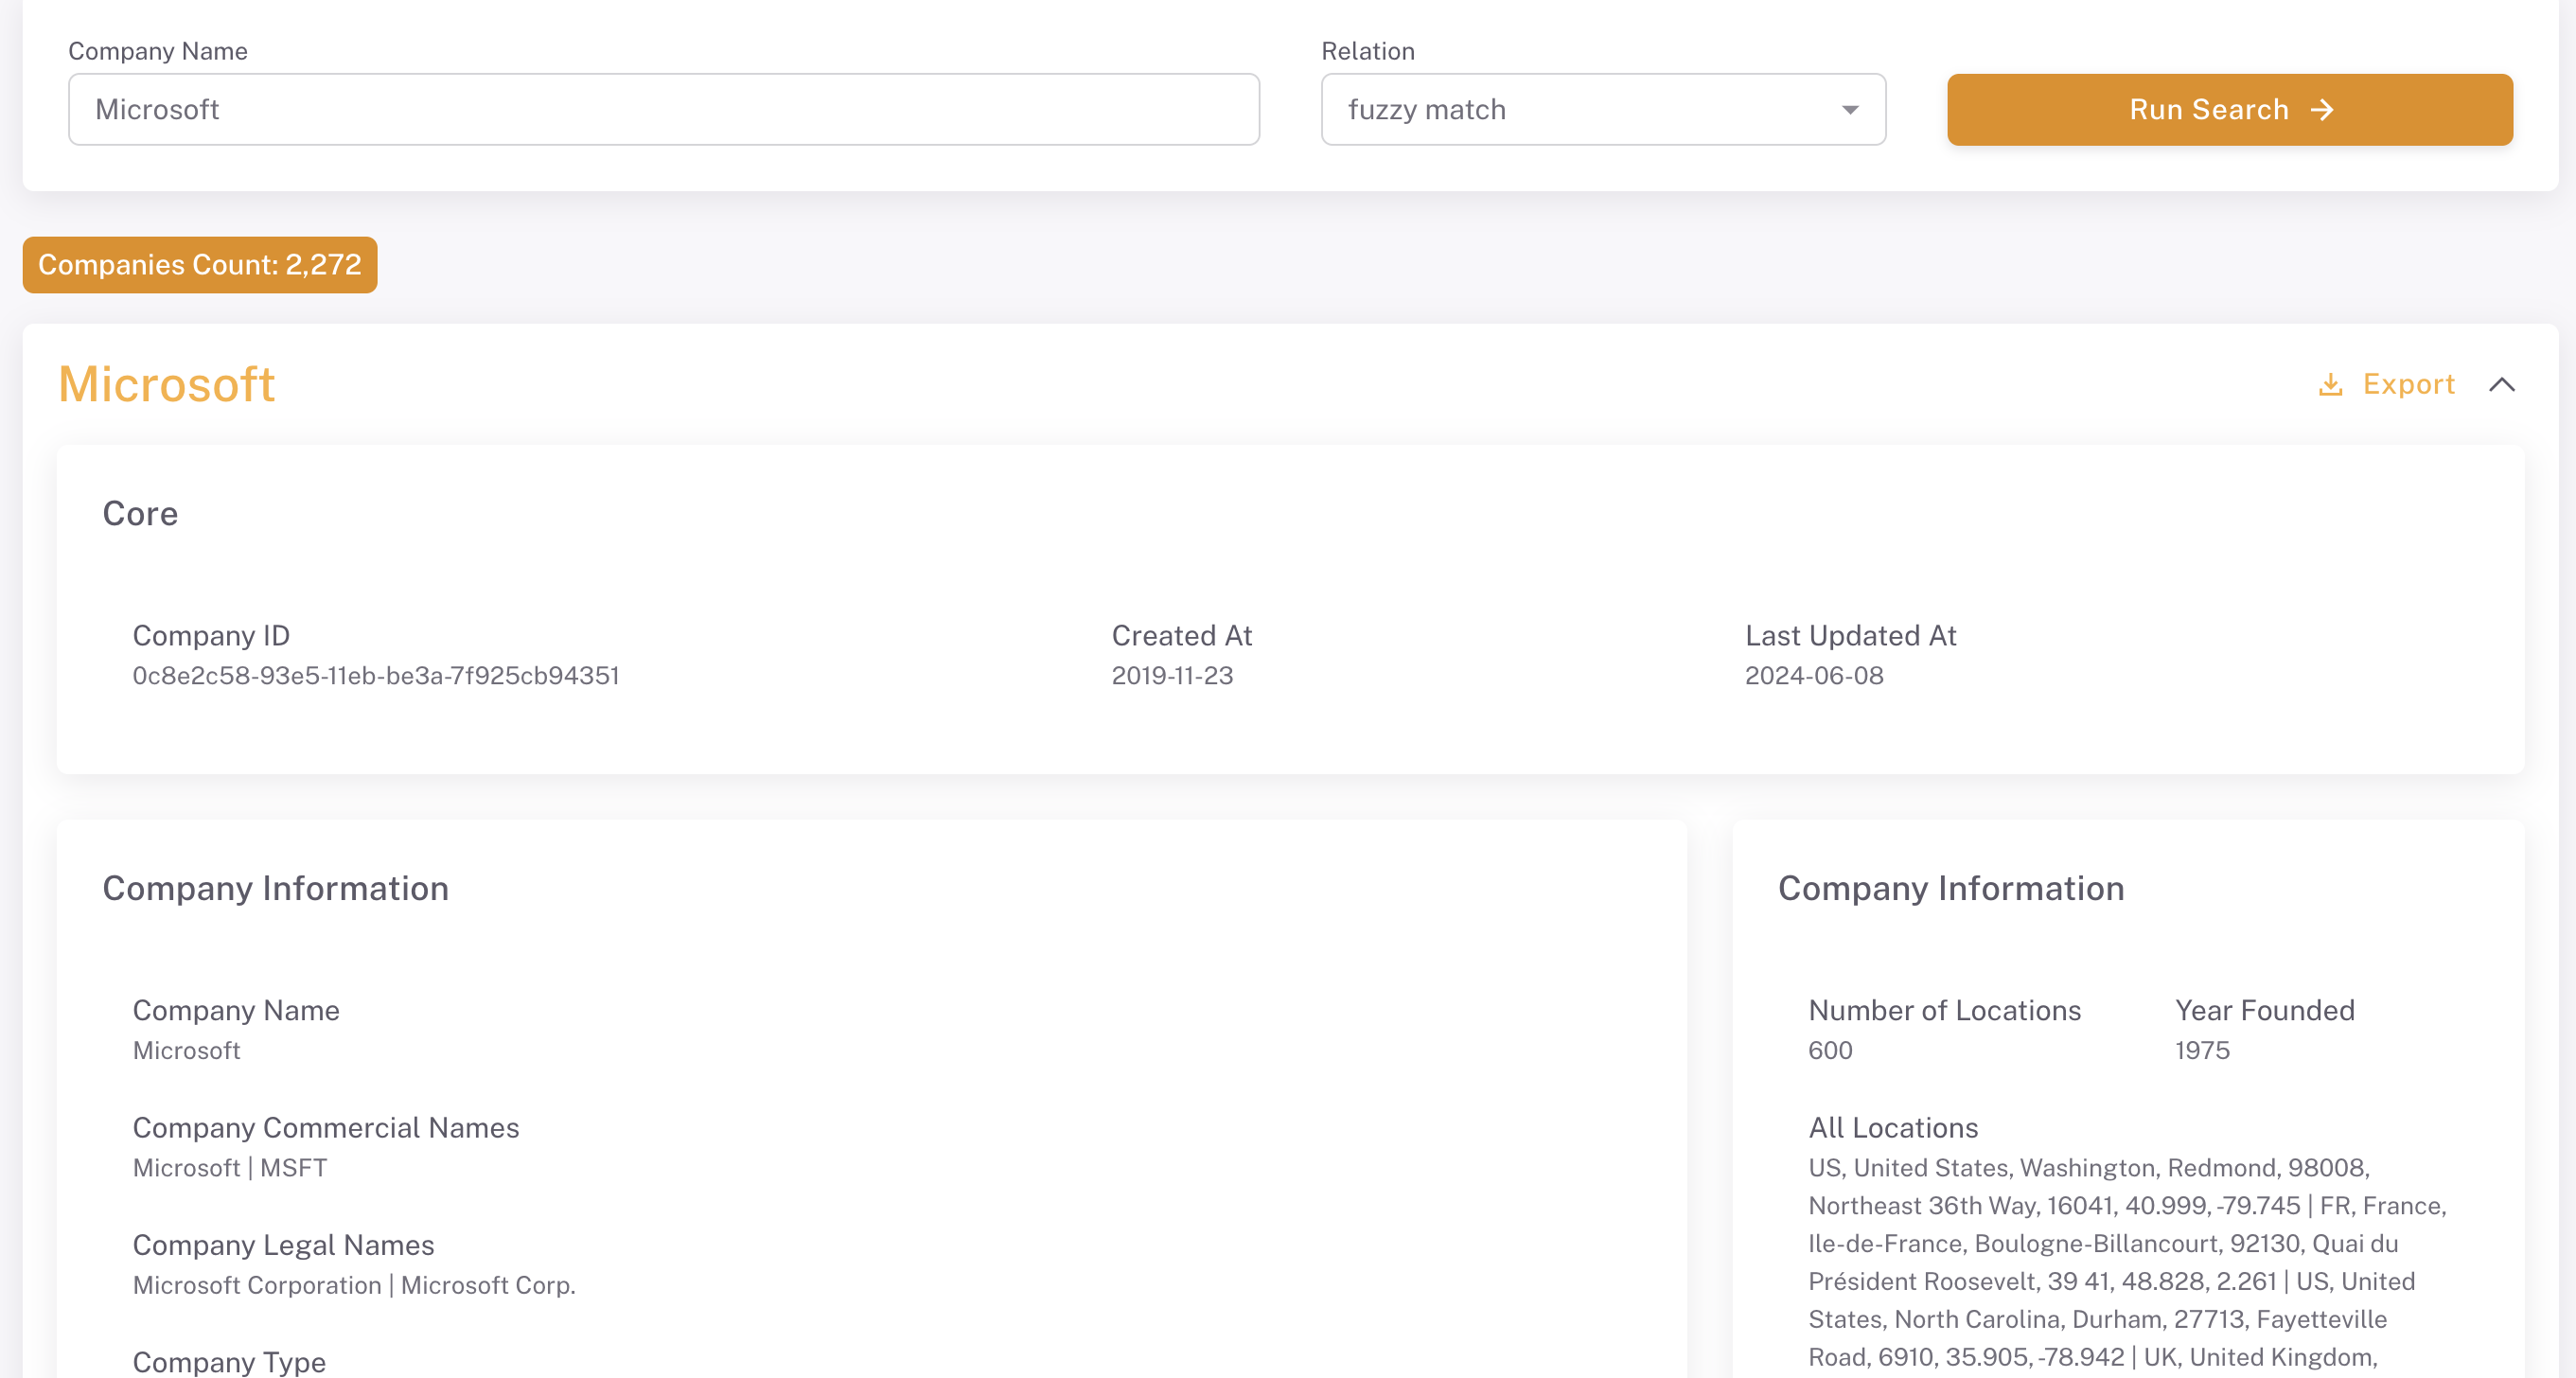 Company Name
Relation
Microsoft
fuzzy match
Run Search
Companies Count: 2,272
Microsoft
Export
Core
Company ID
0c8e2c58-93e5-11eb-be3a-7f925cb94351
Created At
2019-11-23
Last Updated At
2024-06-08
Company Information
Company Name
Microsoft
Company Commercial Names
Microsoft | MSFT
Company Legal Names
Microsoft Corporation | Microsoft Corp.
Company Type
Company Information
Number of Locations
600
Year Founded
1975
All Locations
US, United States, Washington, Redmond, 98008,
Northeast 36th Way, 16041, 40.999, -79.745 | FR, France,
Ile-de-France, Boulogne-Billancourt, 92130, Quai du
Président Roosevelt, 39 41, 48.828, 2.261 | US, United
States, North Carolina, Durham, 27713, Fayetteville
Road, 6910, 35.905, -78.942 | UK, United Kingdom,